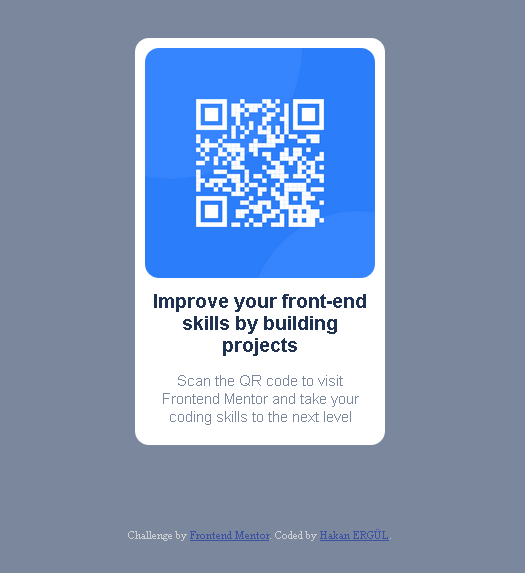 Improve your front-end
skills by building
projects
Scan the QR code to visit
Frontend Mentor and take your
coding skills to the next level
Challenge by Frontend Mentor. Coded by Hakan ERGÜL.